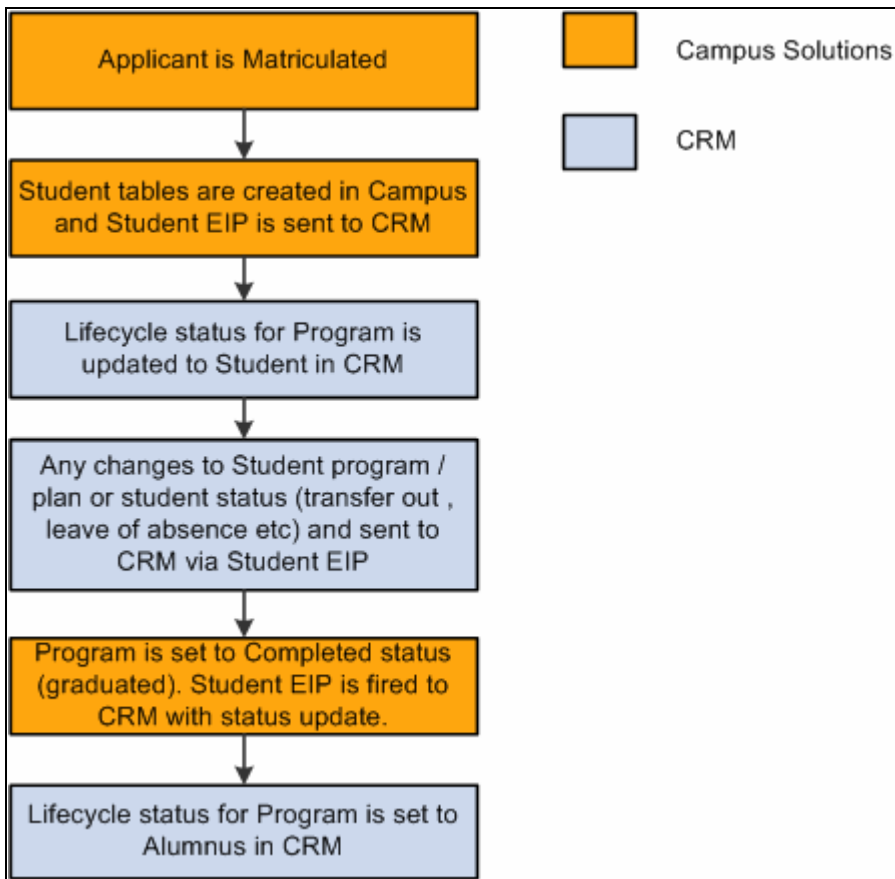 Applicant is Matriculated
Campus Solutions
CRM
Student tables are created in Campus
and Student EIP is sent to CRM
Lifecycle status for Program is
updated to Student in CRM
Any changes to Student program /
plan or student status (transfer out ,
leave of absence etc) and sent to
CRM via Student EIP
Program is set to Completed status
(graduated). Student EIP is fired to
CRM with status update.
Lifecycle status for Program is set to
Alumnus in CRM